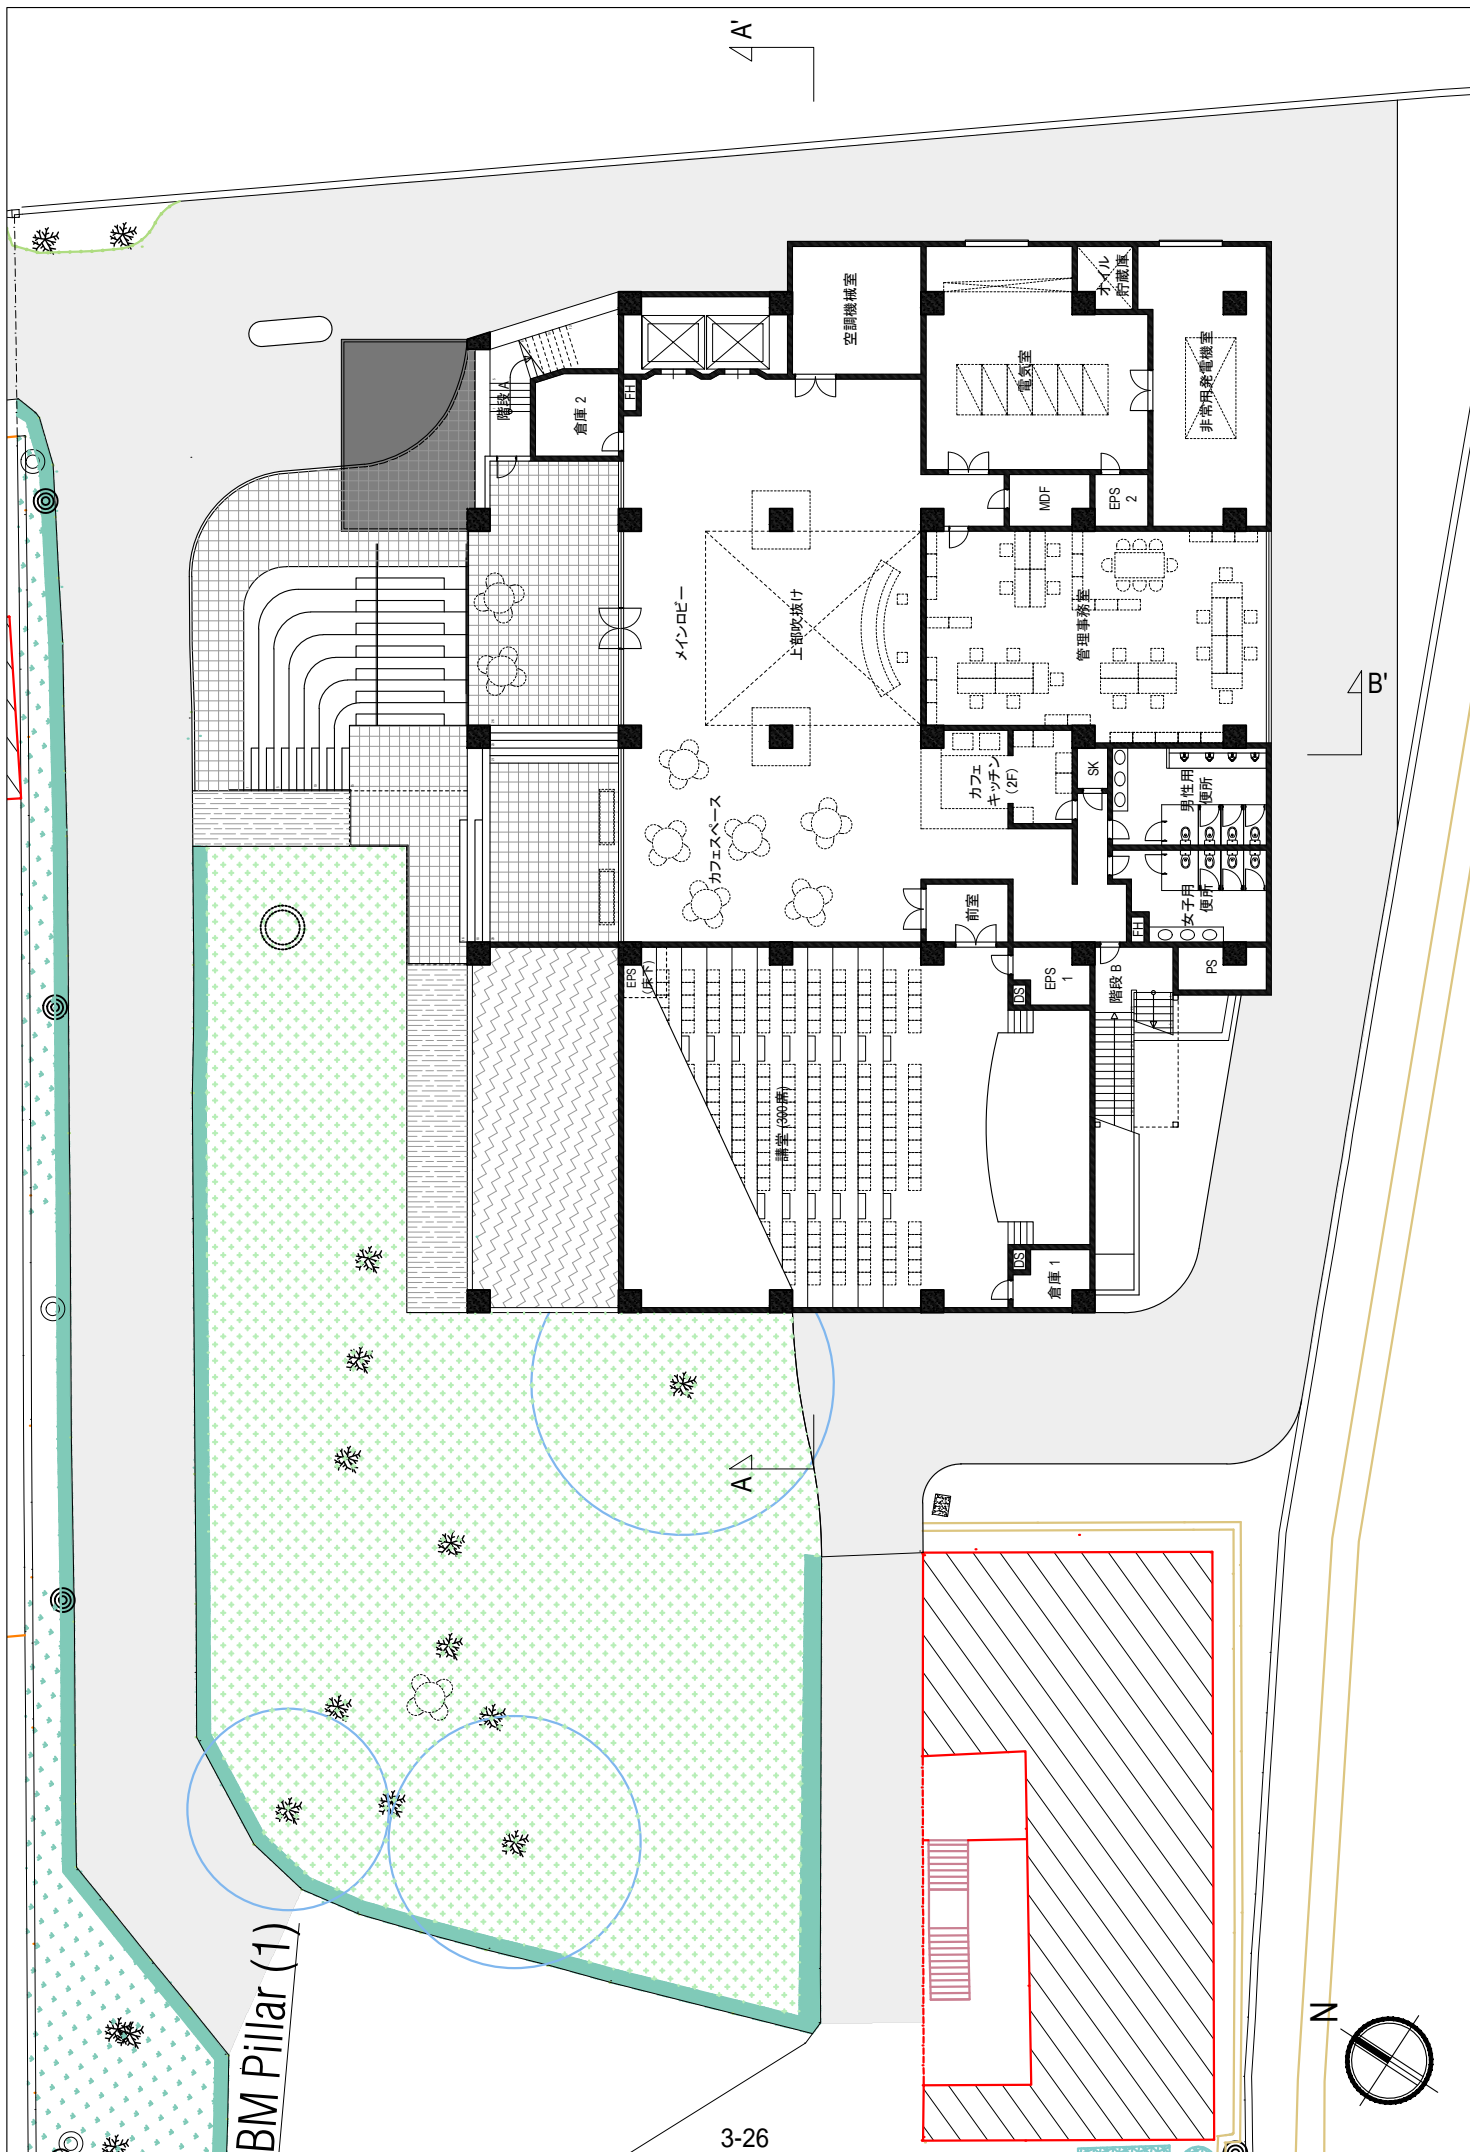 A'
階段 A
倉庫 2
FH
空調機械室
電気室
オイル
貯蔵庫
非常用発電機室
MDF
EPS
2
メインロビー
上部吹抜け
管理事務室
B'
カフェスペース
カフェ
キッチン
(2F)
SK
男性用
便所
女子用
便所
前室
FH
PS
EPS
(床下)
EPS
1
DS
階段 B
講堂 (300席)
DS
倉庫 1
A
BM Pillar (1)
N
3-26